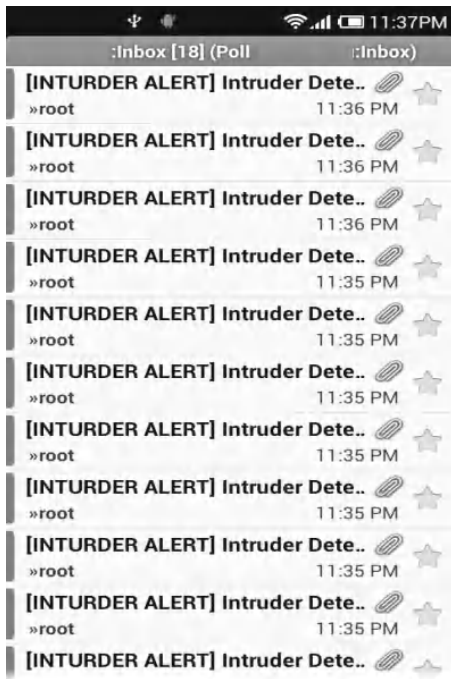 11:37PM
:Inbox [18] (Poll :Inbox)
[INTURDER ALERT] Intruder Dete..
»root 11:36 PM
[INTURDER ALERT] Intruder Dete..
»root 11:36 PM
[INTURDER ALERT] Intruder Dete..
»root 11:36 PM
[INTURDER ALERT] Intruder Dete..
»root 11:35 PM
[INTURDER ALERT] Intruder Dete..
»root 11:35 PM
[INTURDER ALERT] Intruder Dete..
»root 11:35 PM
[INTURDER ALERT] Intruder Dete..
»root 11:35 PM
[INTURDER ALERT] Intruder Dete..
»root 11:35 PM
[INTURDER ALERT] Intruder Dete..
»root 11:35 PM
[INTURDER ALERT] Intruder Dete..
»root 11:35 PM
[INTURDER ALERT] Intruder Dete..